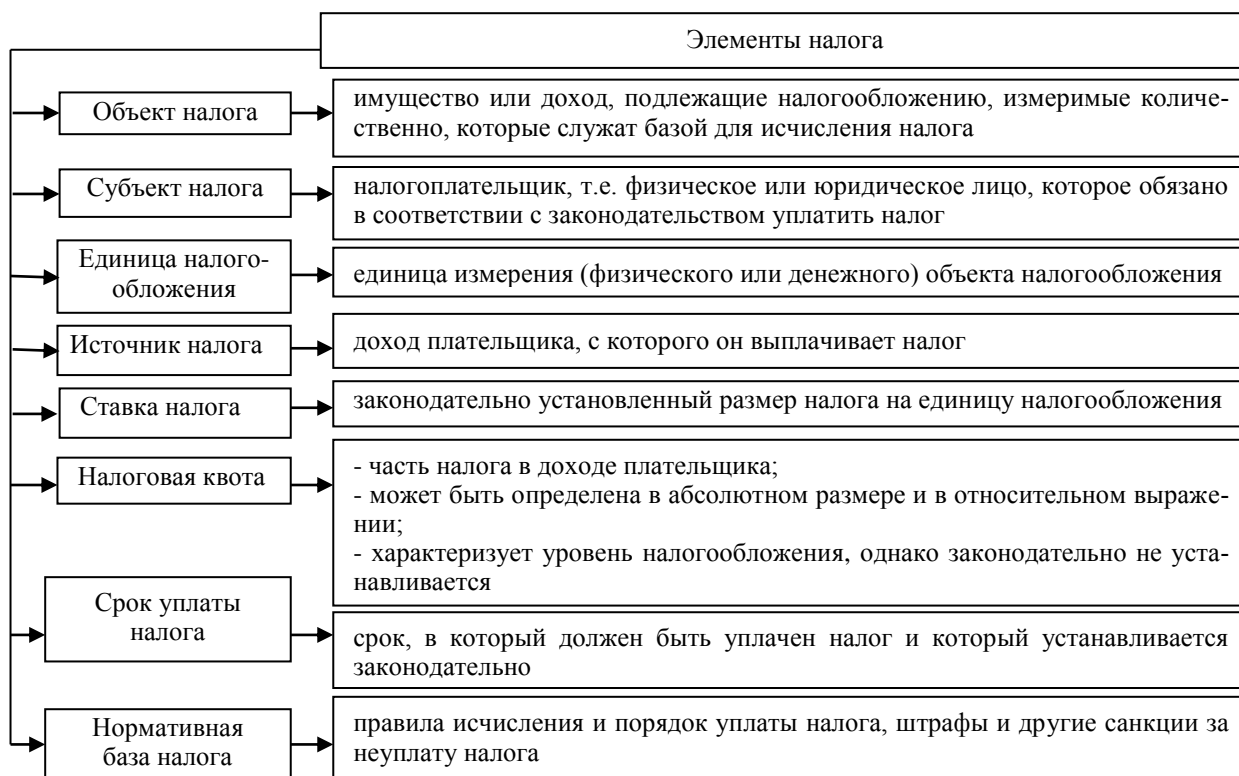 Элементы налога
Объект налога
имущество или доход, подлежащие налогообложению, измеримые количе-
ственно, которые служат базой для исчисления налога
Субъект налога
налогоплательщик, т.е. физическое или юридическое лицо, которое обязано
в соответствии с законодательством уплатить налог
Единица налого-
обложения
единица измерения (физического или денежного) объекта налогообложения
Источник налога
доход плательщика, с которого он выплачивает налог
Ставка налога
законодательно установленный размер налога на единицу налогообложения
Налоговая квота
- часть налога в доходе плательщика;
- может быть определена в абсолютном размере и в относительном выраже-
нии;
- характеризует уровень налогообложения, однако законодательно не уста-
навливается
Срок уплаты
налога
срок, в который должен быть уплачен налог и который устанавливается
законодательно
Нормативная
база налога
правила исчисления и порядок уплаты налога, штрафы и другие санкции за
неуплату налога